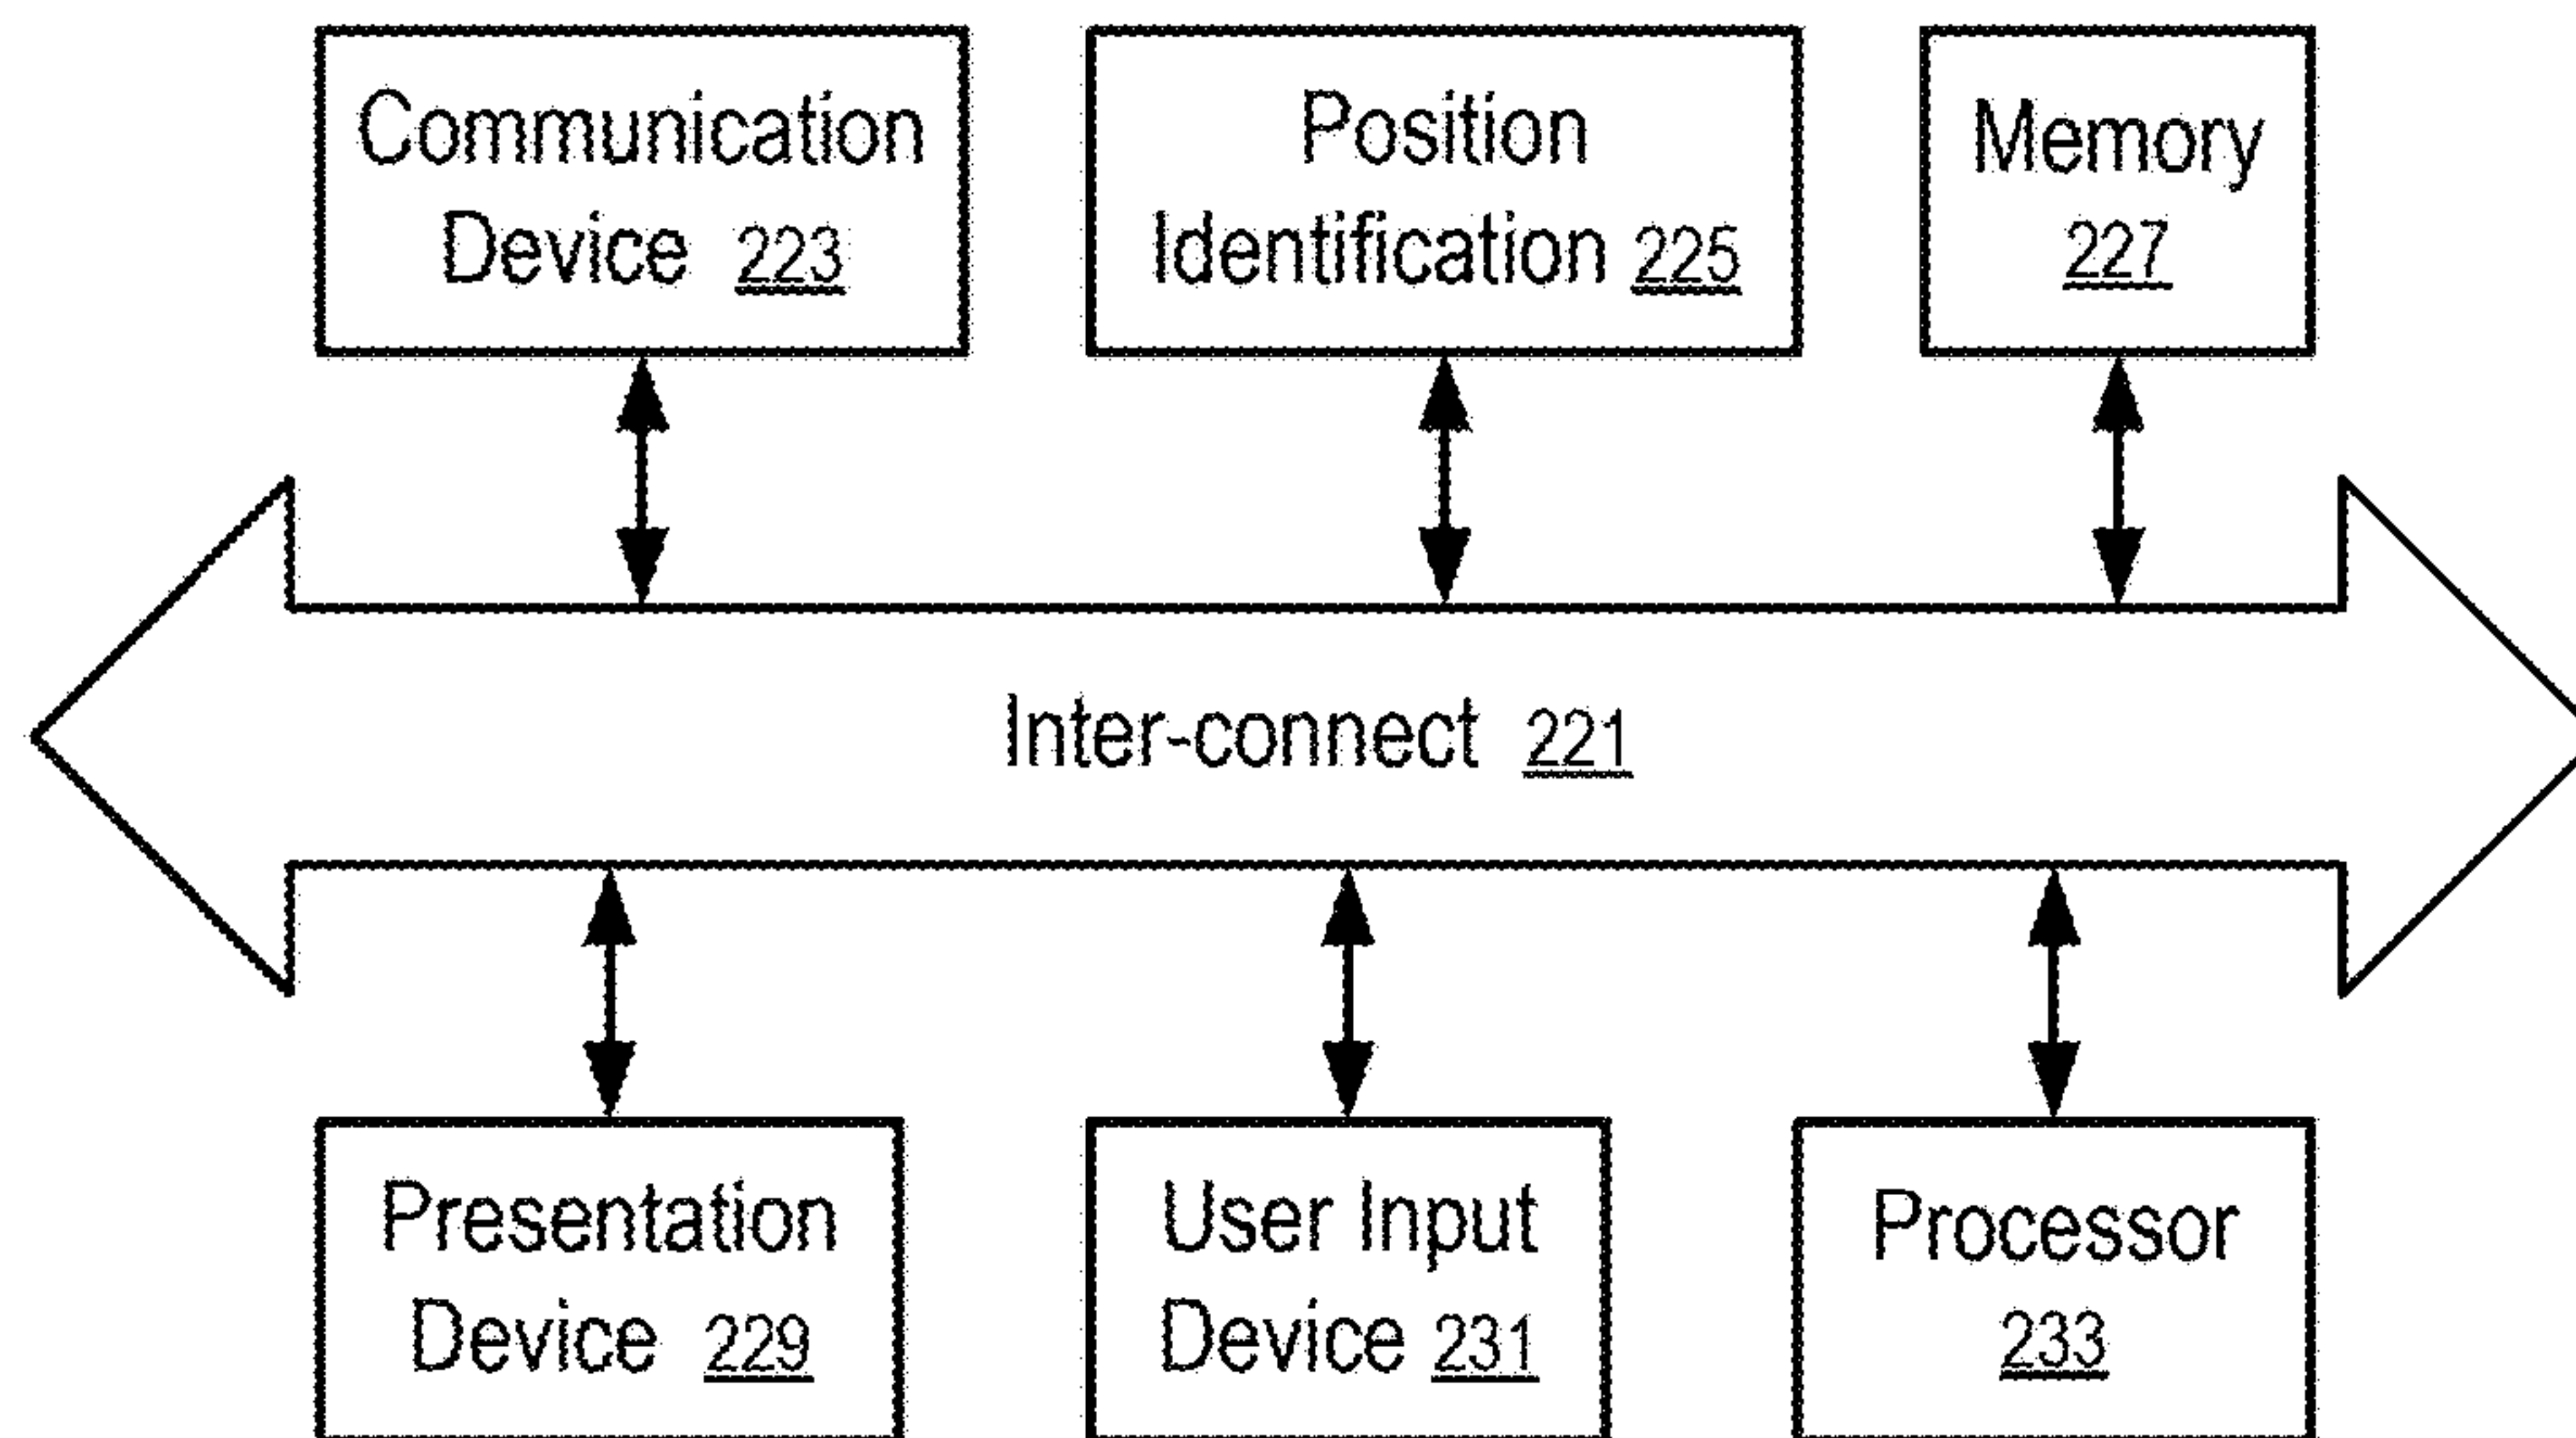 Communication
Device 223
Position
Identification 225
Memory
227
Inter-connect 221
Presentation
Device 229
User Input
Device 231
Processor
233